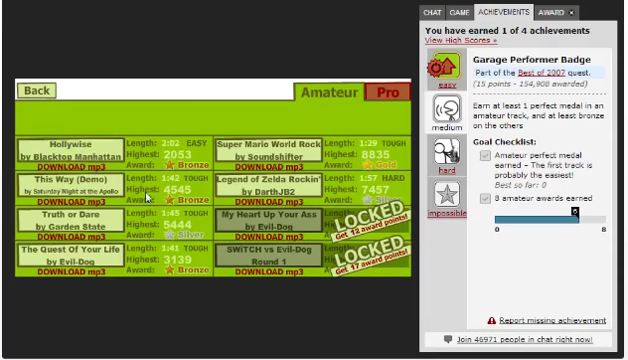 CHAT GAME ACHIEVEMENTS AWARD
You have earned 1 of 4 achievements
View High Scores »
Back
Amateur
Pro
Hollywise
by Blacktop Manhattan
DOWNLOAD mp3
Length: 2:02 EASY
Highest: 2053
Award: Bronze
Super Mario World Rock
by Soundshifter
DOWNLOAD mp3
Length: 1:29 TOUGH
Highest: 8835
Award: Gold
This Way (Demo)
by Saturday Night at the Apollo
DOWNLOAD mp3
Length: 1:42 TOUGH
Highest: 4545
Award: Bronze
Legend of Zelda Rockin'
by DarthJB2
DOWNLOAD mp3
Length: 1:57 HARD
Highest: 7457
Award: Silver
Truth or Dare
by Garden State
DOWNLOAD mp3
Length: 1:45 TOUGH
Highest: 5444
Award: Silver
My Heart Up Your Ass
by Evil-Dog
DOWNLOAD mp3
LOCKED
Get 12 award points!
The Quest Of Your Life
by Evil-Dog
DOWNLOAD mp3
Length: 1:41 TOUGH
Highest: 3139
Award: Bronze
SWiTCH vs Evil-Dog
Round 1
DOWNLOAD mp3
LOCKED
Get 17 award points!
easy
medium
hard
impossible
Garage Performer Badge
Part of the Best of 2007 quest.
(15 points - 154,908 awarded)
Earn at least 1 perfect medal in an
amateur track, and at least bronze
on the others
Goal Checklist:
Amateur perfect medal
earned – The first track is
probably the easiest!
Best so far: 0
8 amateur awards earned
6
0 8
Report missing achievement
Join 46971 people in chat right now!